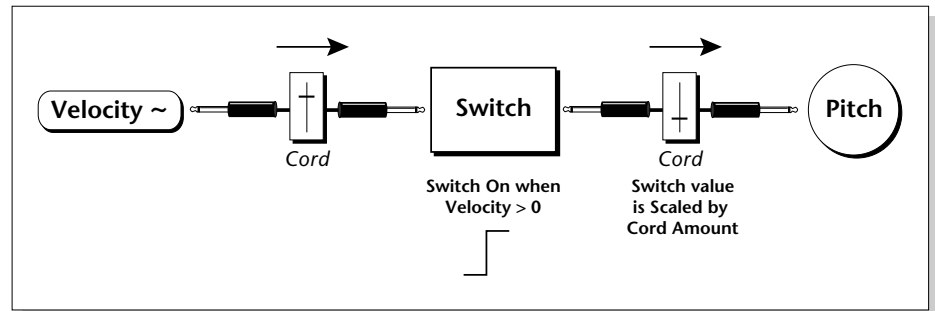 Velocity ~
Switch
Pitch
Cord
Cord
Switch On when
Velocity > 0
Switch value
is Scaled by
Cord Amount